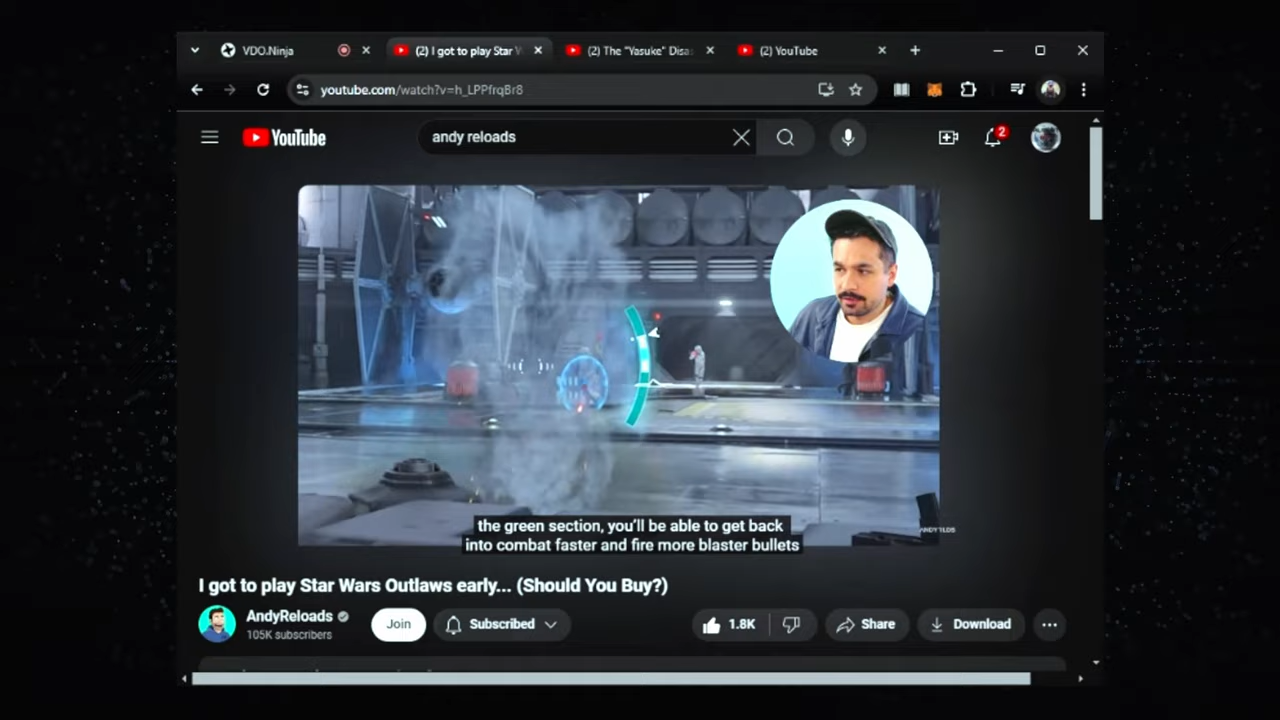 VDO.Ninja
(2) I got to play Star W
(2) The "Yasuke" Disa
(2) YouTube
youtube.com/watch?v=h_LPPfrqBr8
YouTube
andy reloads
2
the green section, you'll be able to get back
into combat faster and fire more blaster bullets
I got to play Star Wars Outlaws early... (Should You Buy?)
AndyReloads
105K subscribers
Join
Subscribed
1.8K
Share
Download